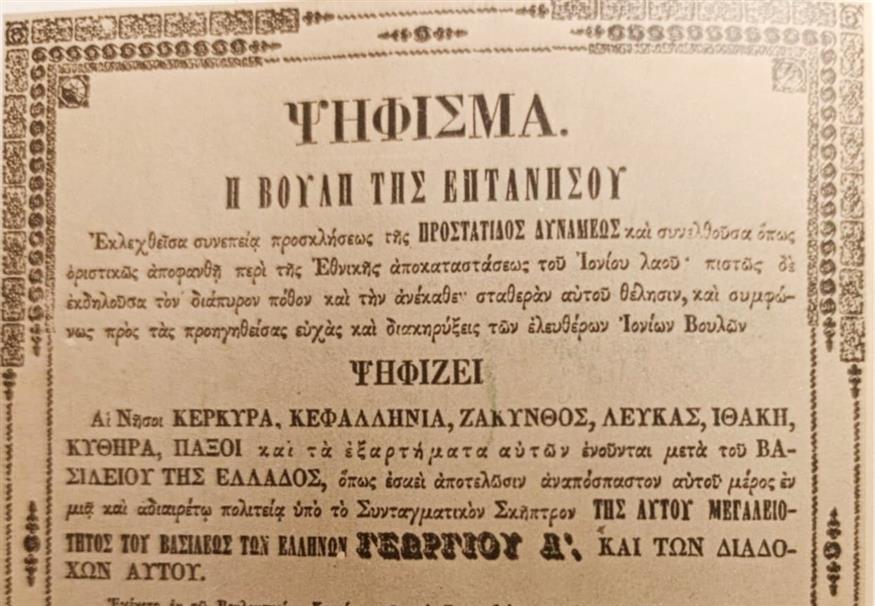 ΨΗΦΙΣΜΑ.
Η ΒΟΥΛΗ ΤΗΣ ΕΠΤΑΝΗΣΟΥ
Ἐκλεχθεῖσα συνεπείᾳ προσκλήσεως τῆς ΠΡΟΣΤΑΤΙΔΟΣ ΔΥΝΑΜΕΩΣ καὶ συνελθοῦσα ὅπως
ὁριστικῶς ἀποφανθῇ περὶ τῆς Ἐθνικῆς ἀποκαταστάσεως τοῦ Ἰονίου λαοῦ· πιστῶς δὲ
ἐκδηλοῦσα τὸν διάπυρον πόθον καὶ τὴν ἀνέκαθεν σταθερὰν αὐτοῦ θέλησιν, καὶ συμφώ-
νως πρὸς τὰς προηγηθείσας εὐχὰς καὶ διακηρύξεις τῶν ἐλευθέρων Ἰονίων Βουλῶν
ΨΗΦΙΖΕΙ
Αἱ Νῆσοι ΚΕΡΚΥΡΑ, ΚΕΦΑΛΛΗΝΙΑ, ΖΑΚΥΝΘΟΣ, ΛΕΥΚΑΣ, ΙΘΑΚΗ,
ΚΥΘΗΡΑ, ΠΑΞΟΙ καὶ τὰ ἐξαρτήματα αὐτῶν ἑνοῦνται μετὰ τοῦ ΒΑ-
ΣΙΛΕΙΟΥ ΤΗΣ ΕΛΛΑΔΟΣ, ὅπως ἐσαεὶ ἀποτελῶσιν ἀναπόσπαστον αὐτοῦ μέρος ἐν
μιᾷ καὶ ἀδιαιρέτῳ πολιτείᾳ ὑπὸ τὸ Συνταγματικὸν Σκῆπτρον ΤΗΣ ΑΥΤΟΥ ΜΕΓΑΛΕΙΟ-
ΤΗΤΟΣ ΤΟΥ ΒΑΣΙΛΕΩΣ ΤΩΝ ΕΛΛΗΝΩΝ ΓΕΩΡΓΙΟΥ Α΄. ΚΑΙ ΤΩΝ ΔΙΑΔΟ-
ΧΩΝ ΑΥΤΟΥ.